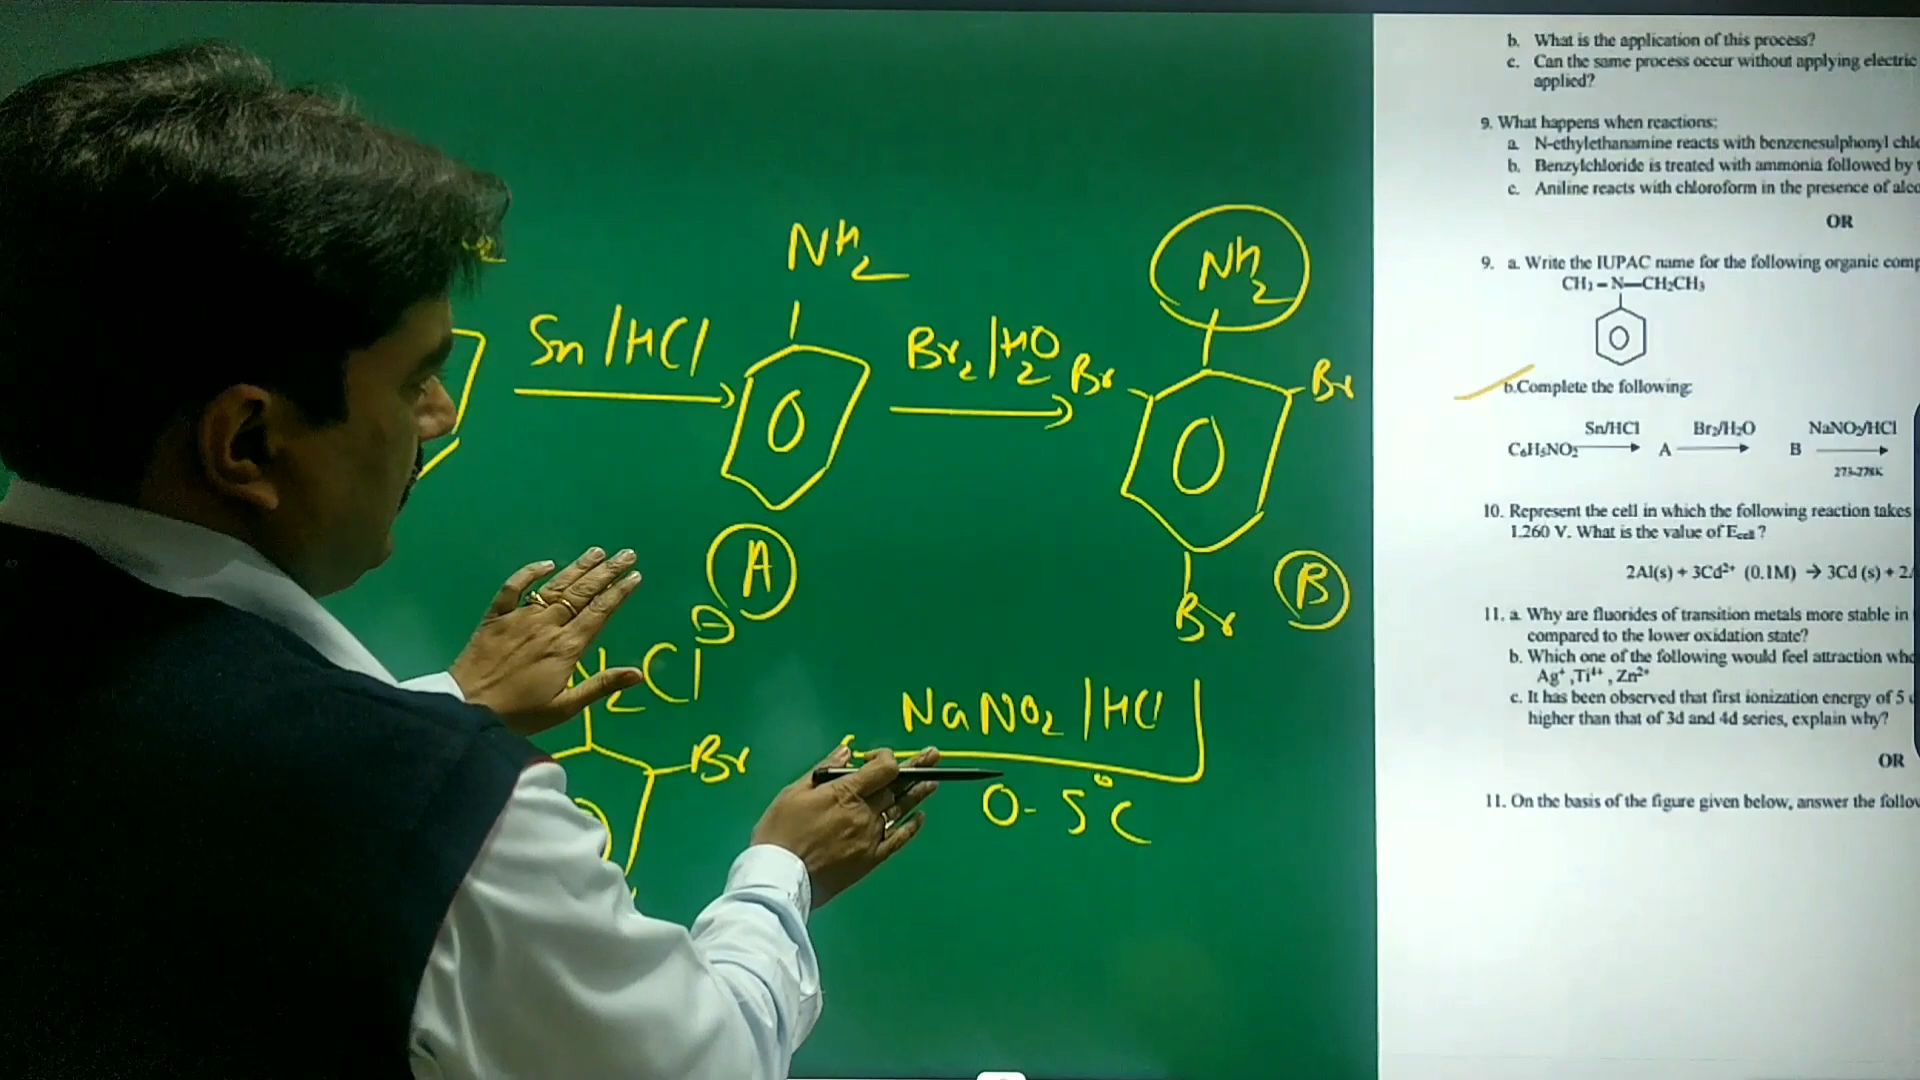 NH2
Sn/HCl
Br2/H2O
NH2
Br
Br
Br
A
B
N2Cl
Br
NaNO2/HCl
0-5°C
b. What is the application of this process?
c. Can the same process occur without applying electric
applied?
9. What happens when reactions:
a. N-ethylethanamine reacts with benzenesulphonyl
b. Benzylchloride is treated with ammonia followed by
c. Aniline reacts with chloroform in the presence of
OR
9. a. Write the IUPAC name for the following organic
CH3 – N—CH2CH3
b.Complete the following:
Sn/HCl Br2/H2O NaNO2/HCl
C6H5NO2 A B
273-278K
10. Represent the cell in which the following reaction takes
1.260 V. What is the value of Ecell ?
2Al(s) + 3Cd2+ (0.1M) → 3Cd (s) +
11. a. Why are fluorides of transition metals more stable in
compared to the lower oxidation state?
b. Which one of the following would feel attraction
Ag+ ,Ti4+ , Zn2+
c. It has been observed that first ionization energy of 5
higher than that of 3d and 4d series, explain why?
OR
11. On the basis of the figure given below, answer the